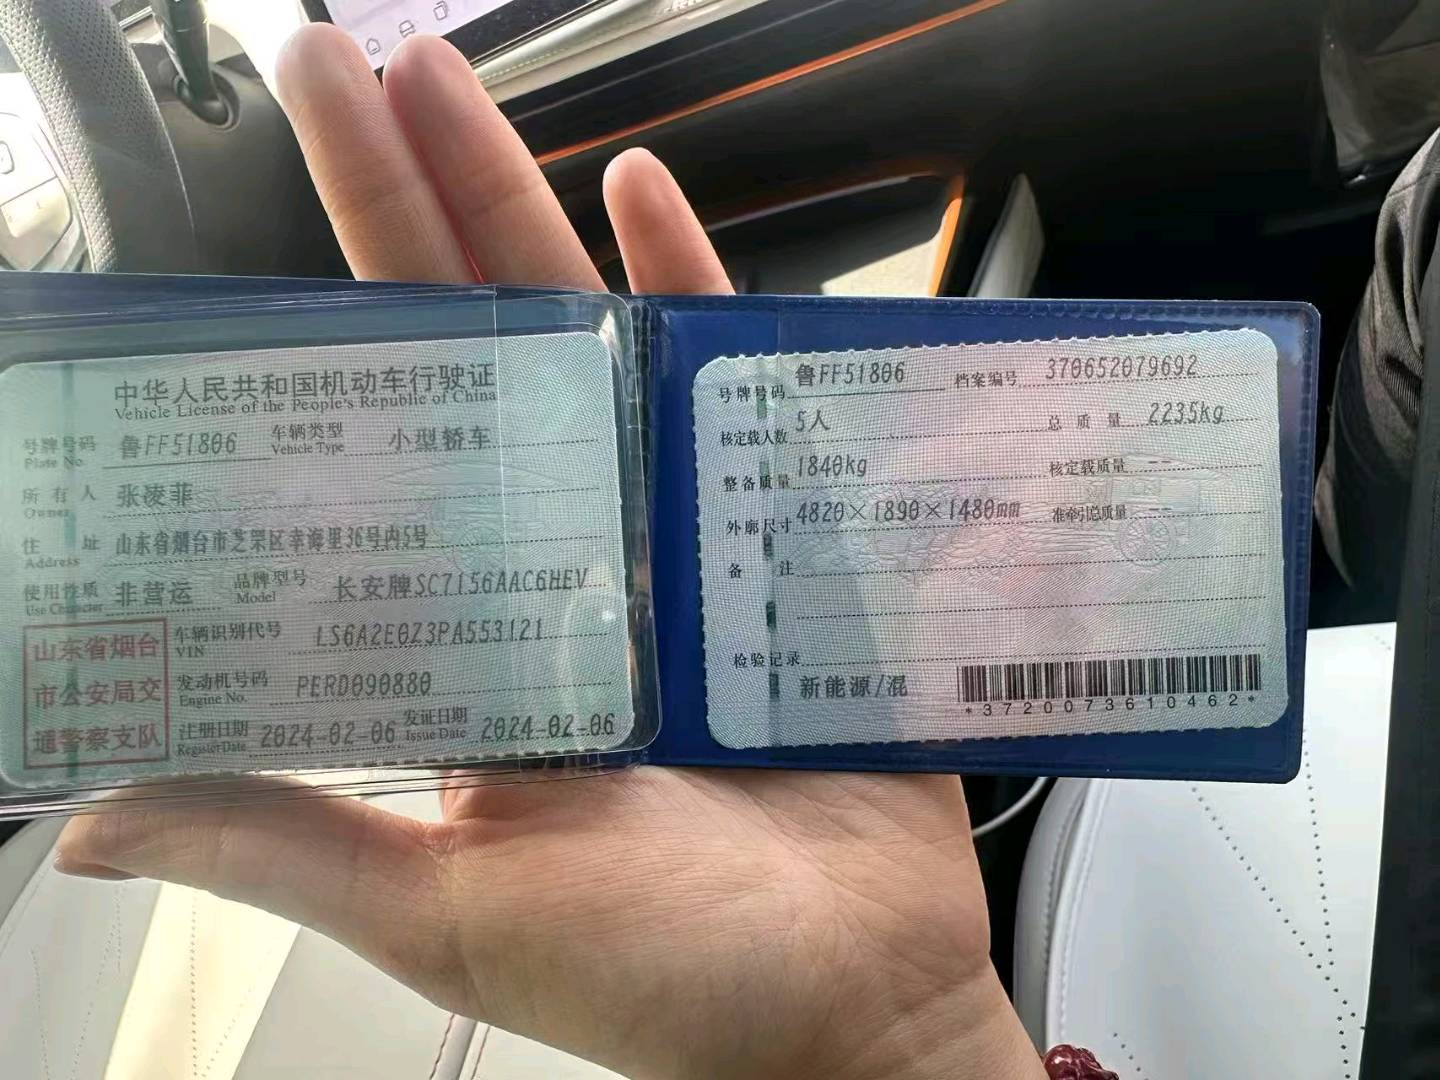 中华人民共和国机动车行驶证
Vehicle License of the People's Republic of China
号牌号码 鲁FF51806 车辆类型 小型轿车
Plate No. Vehicle Type
所有人 张凌菲
Owner
住址 山东省烟台市芝罘区幸海里36号内5号
Address
使用性质 非营运 品牌型号 长安牌SC7156AAC6HEV
Use Character Model
山东省烟台
市公安局交
通警察支队
车辆识别代号 LS6A2E0Z3PA553121
VIN
发动机号码 PERD090880
Engine No.
注册日期 2024-02-06 发证日期 2024-02-06
Register Date Issue Date
号牌号码 鲁FF51806 档案编号 370652079692
核定载人数 5人 总质量 2235kg
整备质量 1840kg 核定载质量 --
外廓尺寸 4820×1890×1480mm 准牵引总质量 --
备注
检验记录
新能源/混
*3720073610462*